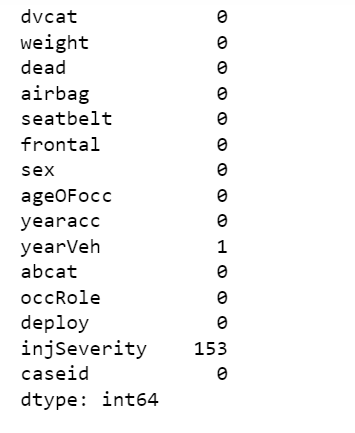 dvcat 0
weight 0
dead 0
airbag 0
seatbelt 0
frontal 0
sex 0
ageOFocc 0
yearacc 0
yearVeh 1
abcat 0
occRole 0
deploy 0
injSeverity 153
caseid 0
dtype: int64